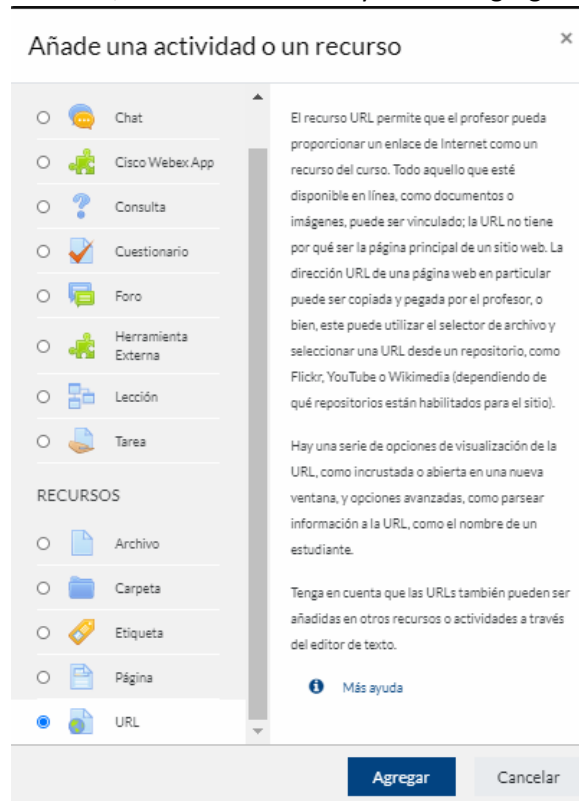 Añade una actividad o un recurso
×
Chat
Cisco Webex App
Consulta
Cuestionario
Foro
Herramienta
Externa
Lección
Tarea
RECURSOS
Archivo
Carpeta
Etiqueta
Página
URL
El recurso URL permite que el profesor pueda
proporcionar un enlace de Internet como un
recurso del curso. Todo aquello que esté
disponible en línea, como documentos o
imágenes, puede ser vinculado; la URL no tiene
por qué ser la página principal de un sitio web. La
dirección URL de una página web en particular
puede ser copiada y pegada por el profesor, o
bien, este puede utilizar el selector de archivo y
seleccionar una URL desde un repositorio, como
Flickr, YouTube o Wikimedia (dependiendo de
qué repositorios están habilitados para el sitio).
Hay una serie de opciones de visualización de la
URL, como incrustada o abierta en una nueva
ventana, y opciones avanzadas, como parsear
información a la URL, como el nombre de un
estudiante.
Tenga en cuenta que las URLs también pueden ser
añadidas en otros recursos o actividades a través
del editor de texto.
Más ayuda
Agregar
Cancelar